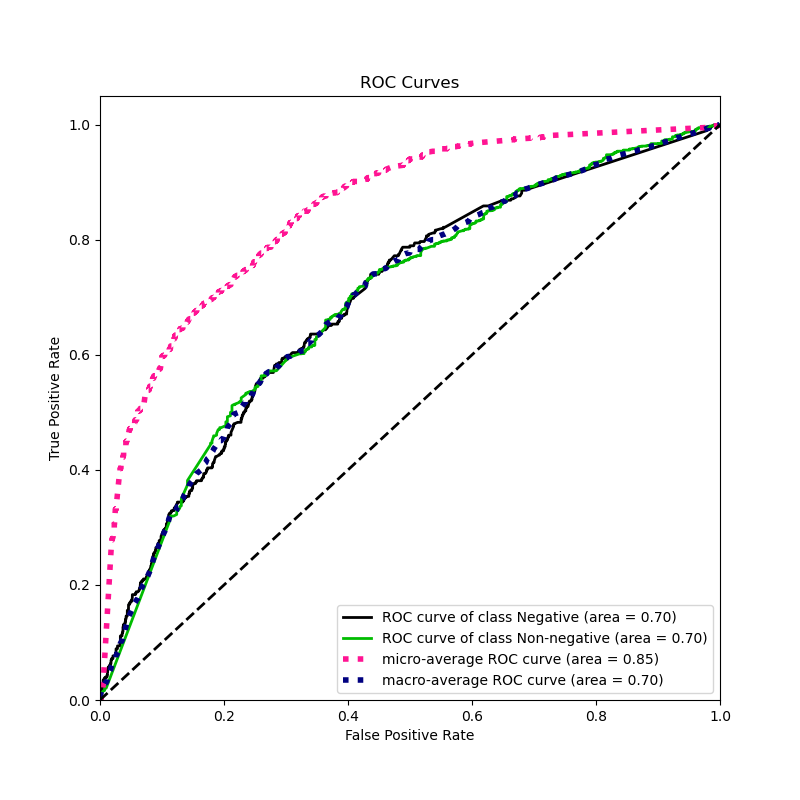 ROC Curves
1.0
0.8
0.6
0.4
0.2
0.0
True Positive Rate
ROC curve of class Negative (area = 0.70)
ROC curve of class Non-negative (area = 0.70)
micro-average ROC curve (area = 0.85)
macro-average ROC curve (area = 0.70)
0.0 0.2 0.4 0.6 0.8 1.0
False Positive Rate